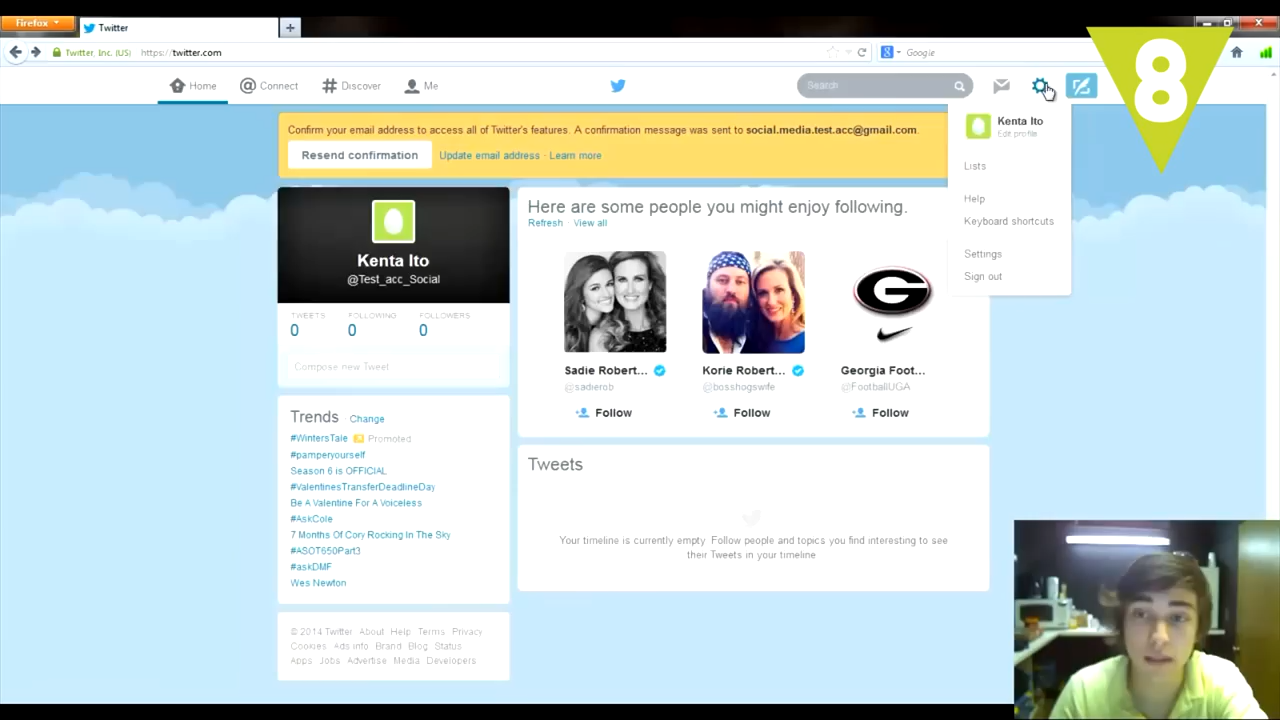 Firefox
Twitter
Twitter, Inc. (US) https://twitter.com
Google
8
Home
Connect
Discover
Me
Search
Confirm your email address to access all of Twitter's features. A confirmation message was sent to social.media.test.acc@gmail.com.
Resend confirmation
Update email address · Learn more
Kenta Ito
Edit profile
Lists
Help
Keyboard shortcuts
Settings
Sign out
Kenta Ito
@Test_acc_Social
TWEETS FOLLOWING FOLLOWERS
0 0 0
Compose new Tweet
Here are some people you might enjoy following.
Refresh · View all
Sadie Robert...
@sadierob
Follow
Korie Robert...
@bosshogswife
Follow
G
Georgia Foot...
@FootballUGA
Follow
Trends · Change
#WintersTale Promoted
#pamperyourself
Season 6 is OFFICIAL
#ValentinesTransferDeadlineDay
Be A Valentine For A Voiceless
#AskCole
7 Months Of Cory Rocking In The Sky
#ASOT650Part3
#askDMF
Wes Newton
Tweets
Your timeline is currently empty. Follow people and topics you find interesting to see
their Tweets in your timeline
© 2014 Twitter About Help Terms Privacy
Cookies Ads info Brand Blog Status
Apps Jobs Advertise Media Developers